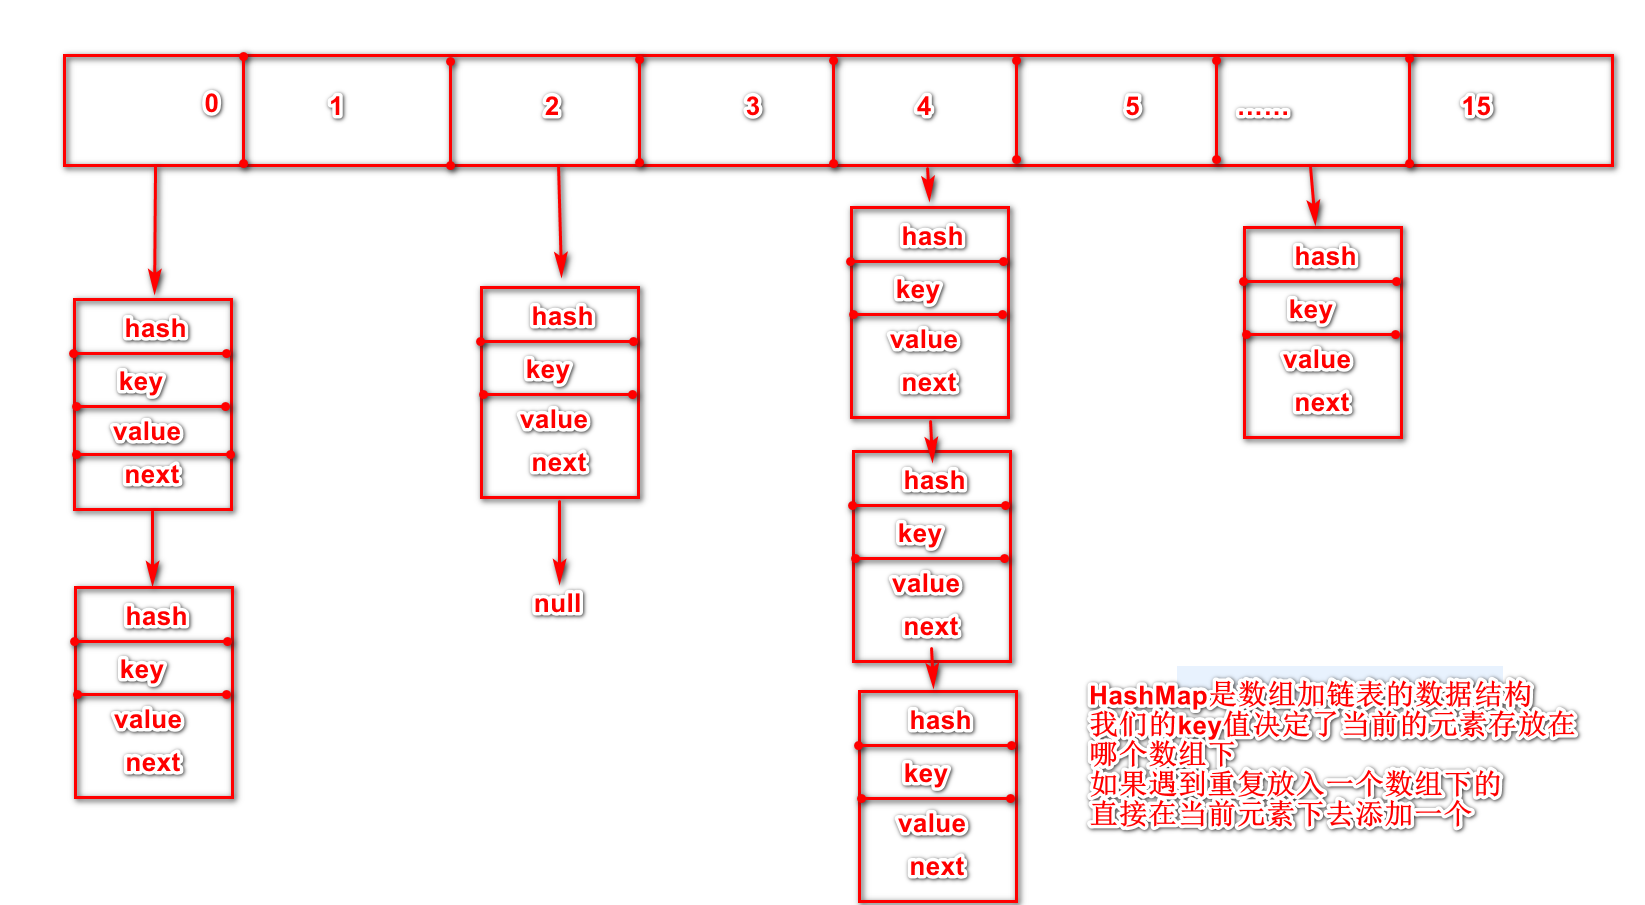 0 1 2 3 4 5 ...... 15
hash
key
value
next
hash
key
value
next
hash
key
value
next
null
hash
key
value
next
hash
key
value
next
hash
key
value
next
hash
key
value
next
HashMap是数组加链表的数据结构
我们的key值决定了当前的元素存放在
哪个数组下
如果遇到重复放入一个数组下的
直接在当前元素下去添加一个